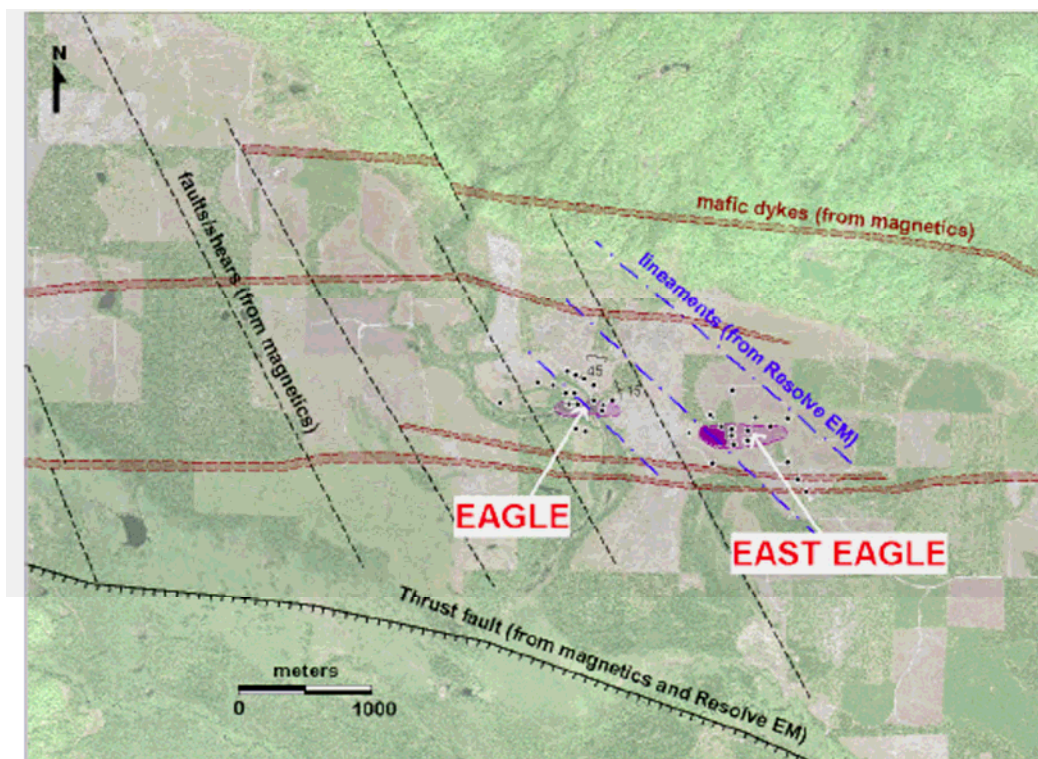 N
mafic dykes (from magnetics)
faults/shears (from magnetics)
lineaments (from Resolve EM)
45
15
EAGLE
EAST EAGLE
Thrust fault (from magnetics and Resolve EM)
meters
0 1000